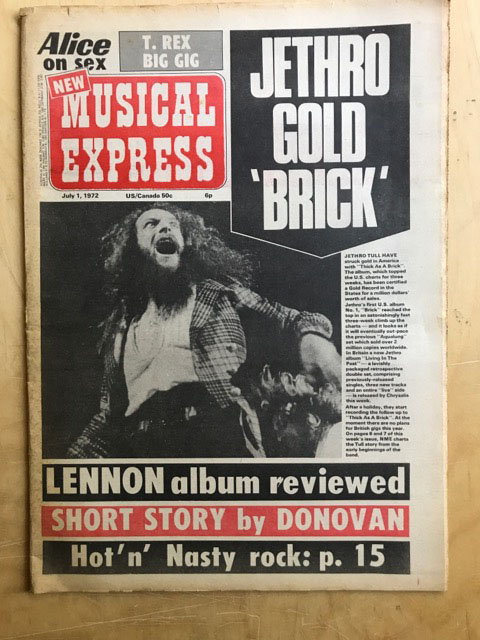 Alice
on sex
T. REX
BIG GIG
NEW
MUSICAL
EXPRESS
July 1, 1972 US/Canada 50c 6p
JETHRO
GOLD
'BRICK'
JETHRO TULL HAVE
struck gold in America
with "Thick As A Brick".
The album, which topped
the U.S. charts for three
weeks, has been certified
a Gold Record in the
States for a million dollars'
worth of sales.
Jethro's first U.S. album
No. 1, "Brick" reached the
top in an astonishingly fast
three-week climb up the
charts — and it looks as if
it will eventually out-pace
the previous "Aqualung"
set which sold over 2
million copies worldwide.
In Britain a new Jethro
album "Living In The
Past" — a lavishly
packaged retrospective
double set, comprising
previously-released
singles, three new tracks
and an entire "live" side
— is released by Chrysalis
this week.
After a holiday, they start
recording the follow up to
"Thick As A Brick". At the
moment there are no plans
for British gigs this year.
On pages 6 and 7 of this
week's issue, NME charts
the Tull story from the
early beginnings of the
band.
LENNON album reviewed
SHORT STORY by DONOVAN
Hot 'n' Nasty rock: p. 15